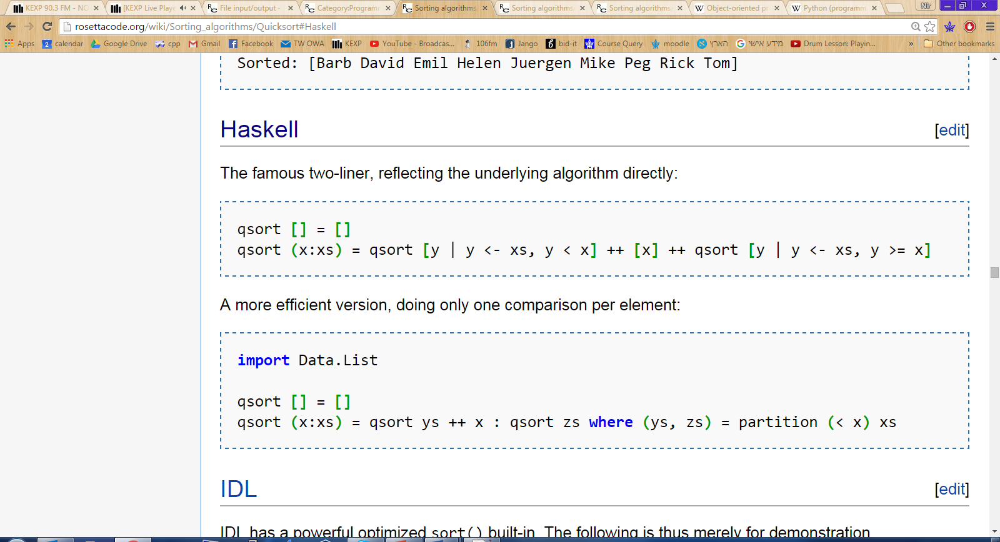 KEXP 90.3 FM - NO
[KEXP Live Playe
File input/output -
Category:Programm
Sorting algorithms
Sorting algorithms
Sorting algorithms
Object-oriented p
Python (programm
Nir
rosettacode.org/wiki/Sorting_algorithms/Quicksort#Haskell
Apps 2 calendar Google Drive cpp Gmail Facebook TW OWA KEXP YouTube - Broadcas... 106fm Jango bid-it Course Query moodle הארץ מידע אישי Drum Lesson: Playin... » Other bookmarks
Sorted: [Barb David Emil Helen Juergen Mike Peg Rick Tom]
Haskell [edit]
The famous two-liner, reflecting the underlying algorithm directly:
qsort [] = []
qsort (x:xs) = qsort [y | y <- xs, y < x] ++ [x] ++ qsort [y | y <- xs, y >= x]
A more efficient version, doing only one comparison per element:
import Data.List
qsort [] = []
qsort (x:xs) = qsort ys ++ x : qsort zs where (ys, zs) = partition (< x) xs
IDL [edit]
IDL has a powerful optimized sort() built-in. The following is thus merely for demonstration